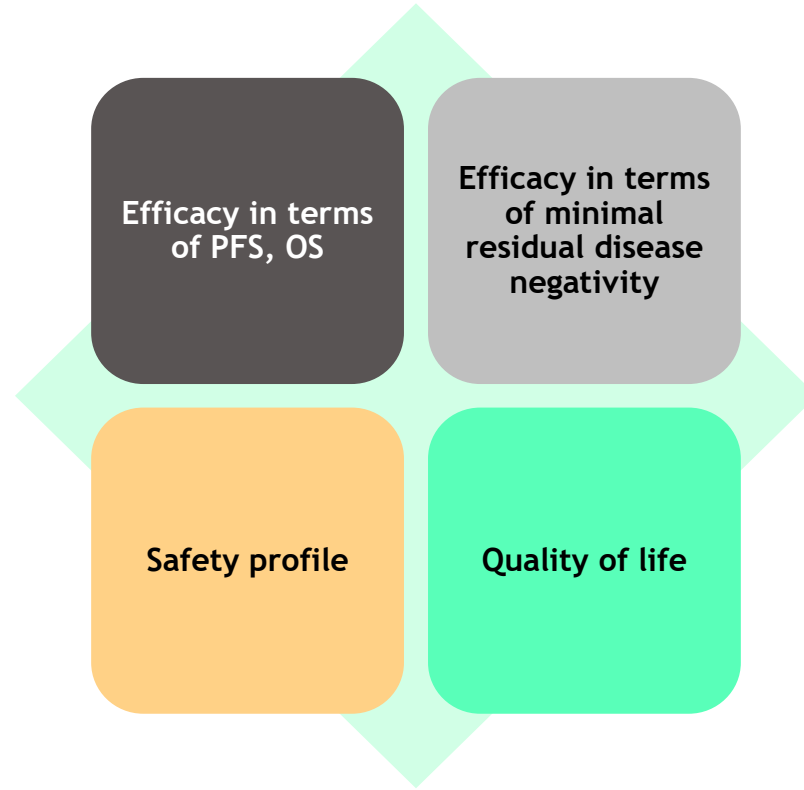 Efficacy in terms
of PFS, OS
Efficacy in terms
of minimal
residual disease
negativity
Safety profile
Quality of life